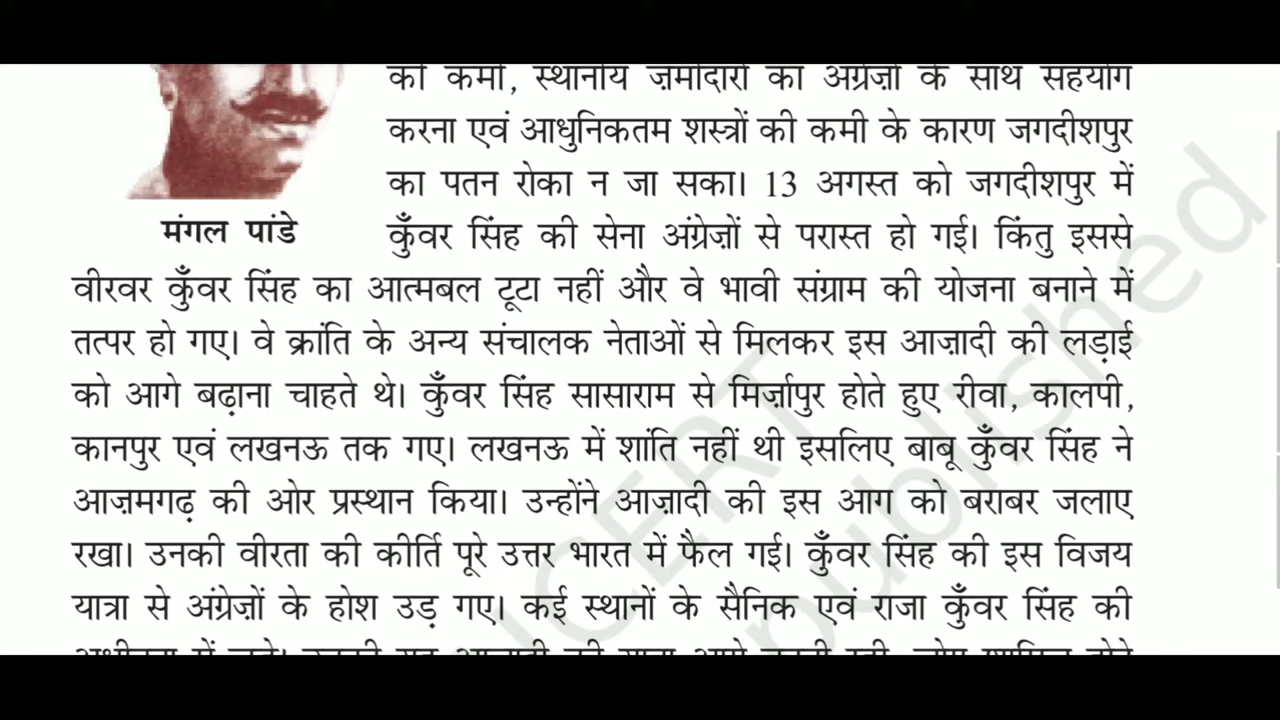 की कमी, स्थानीय ज़मींदारों का अंग्रेज़ों के साथ सहयोग
करना एवं आधुनिकतम शस्त्रों की कमी के कारण जगदीशपुर
का पतन रोका न जा सका। 13 अगस्त को जगदीशपुर में
मंगल पांडे
कुँवर सिंह की सेना अंग्रेज़ों से परास्त हो गई। किंतु इससे
वीरवर कुँवर सिंह का आत्मबल टूटा नहीं और वे भावी संग्राम की योजना बनाने में
तत्पर हो गए। वे क्रांति के अन्य संचालक नेताओं से मिलकर इस आज़ादी की लड़ाई
को आगे बढ़ाना चाहते थे। कुँवर सिंह सासाराम से मिर्ज़ापुर होते हुए रीवा, कालपी,
कानपुर एवं लखनऊ तक गए। लखनऊ में शांति नहीं थी इसलिए बाबू कुँवर सिंह ने
आज़मगढ़ की ओर प्रस्थान किया। उन्होंने आज़ादी की इस आग को बराबर जलाए
रखा। उनकी वीरता की कीर्ति पूरे उत्तर भारत में फैल गई। कुँवर सिंह की इस विजय
यात्रा से अंग्रेज़ों के होश उड़ गए। कई स्थानों के सैनिक एवं राजा कुँवर सिंह की
NCERT
published